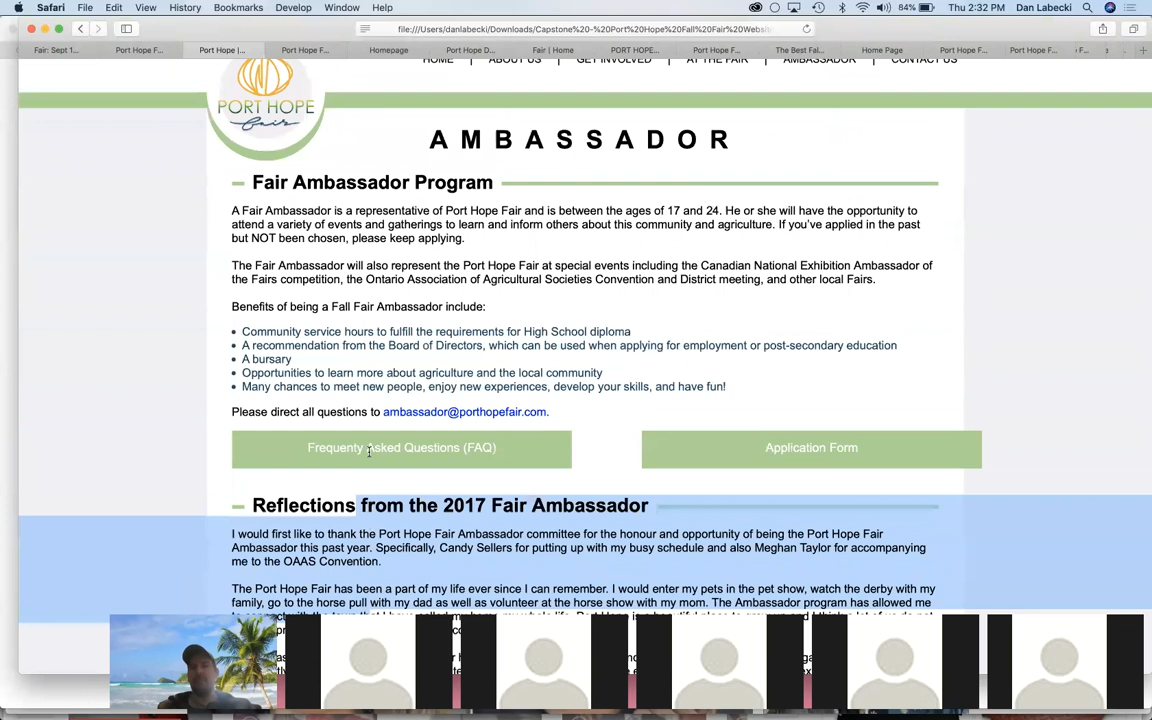 Safari File Edit View History Bookmarks Develop Window Help 84% Thu 2:32 PM Dan Labecki
file:///Users/danlabecki/Downloads/Capstone%20-%20Port%20Hope%20Fall%20Fair%20Websi
Fair: Sept 1... Port Hope F... Port Hope |... Port Hope F... Homepage Port Hope D... Fair | Home PORT HOPE... Port Hope F... The Best Fai... Home Page Port Hope F... Port Hope F... F...
HOME | ABOUT US | GET INVOLVED | AT THE FAIR | AMBASSADOR | CONTACT US
PORT HOPE
fair
AMBASSADOR
Fair Ambassador Program
A Fair Ambassador is a representative of Port Hope Fair and is between the ages of 17 and 24. He or she will have the opportunity to
attend a variety of events and gatherings to learn and inform others about this community and agriculture. If you've applied in the past
but NOT been chosen, please keep applying.
The Fair Ambassador will also represent the Port Hope Fair at special events including the Canadian National Exhibition Ambassador of
the Fairs competition, the Ontario Association of Agricultural Societies Convention and District meeting, and other local Fairs.
Benefits of being a Fall Fair Ambassador include:
• Community service hours to fulfill the requirements for High School diploma
• A recommendation from the Board of Directors, which can be used when applying for employment or post-secondary education
• A bursary
• Opportunities to learn more about agriculture and the local community
• Many chances to meet new people, enjoy new experiences, develop your skills, and have fun!
Please direct all questions to ambassador@porthopefair.com.
Frequenty Asked Questions (FAQ) Application Form
Reflections from the 2017 Fair Ambassador
I would first like to thank the Port Hope Fair Ambassador committee for the honour and opportunity of being the Port Hope Fair
Ambassador this past year. Specifically, Candy Sellers for putting up with my busy schedule and also Meghan Taylor for accompanying
me to the OAAS Convention.
The Port Hope Fair has been a part of my life ever since I can remember. I would enter my pets in the pet show, watch the derby with my
family, go to the horse pull with my dad as well as volunteer at the horse show with my mom. The Ambassador program has allowed me